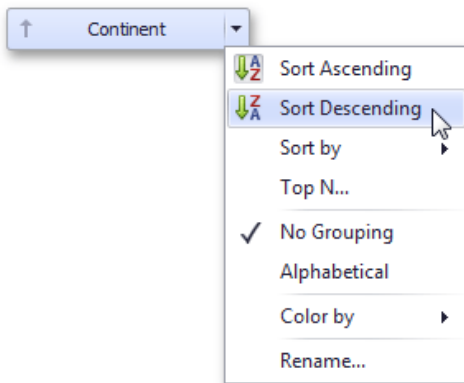 Continent
Sort Ascending
Sort Descending
Sort by
Top N...
No Grouping
Alphabetical
Color by
Rename...